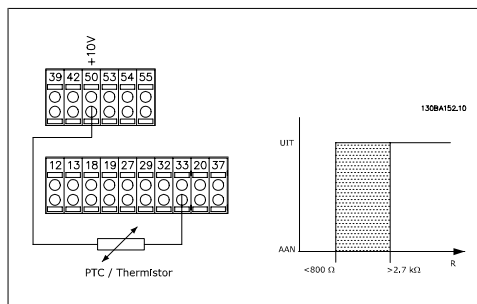 +10V
39 42 50 53 54 55
12 13 18 19 27 29 32 33 20 37
PTC / Thermistor
130BA152.10
UIT
AAN
R
<800 Ω
>2.7 kΩ